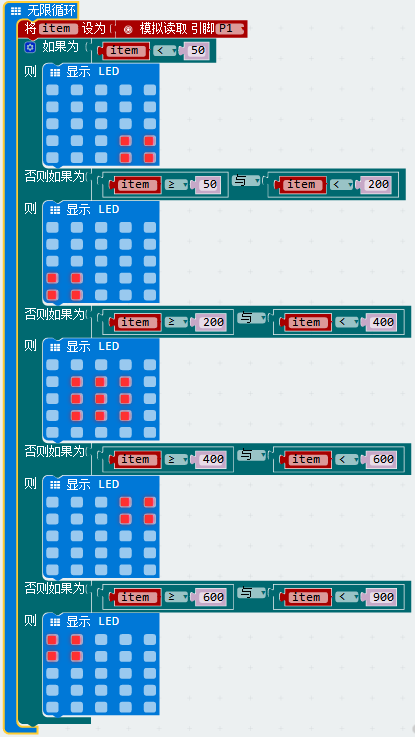 无限循环
将 item 设为 模拟读取 引脚 P1
如果为 item < 50
则 显示 LED
否则如果为 item ≥ 50 与 item < 200
则 显示 LED
否则如果为 item ≥ 200 与 item < 400
则 显示 LED
否则如果为 item ≥ 400 与 item < 600
则 显示 LED
否则如果为 item ≥ 600 与 item < 900
则 显示 LED